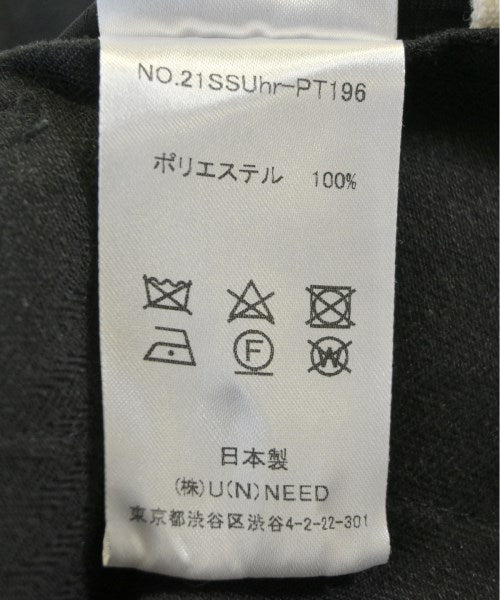 NO.21SSUhr-PT196
ポリエステル 100%
F W
日本製
(株)U(N)NEED
東京都渋谷区渋谷4-2-22-301